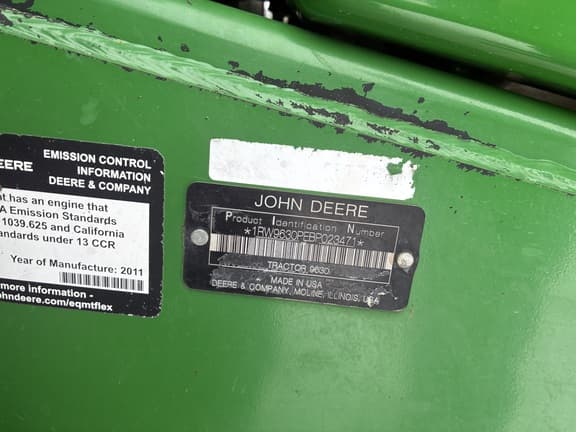 EERE
EMISSION CONTROL
INFORMATION
DEERE & COMPANY
nt.has an engine that
A Emission Standards
1039.625 and California
tandards under 13 CCR
Year of Manufacture: 2011
more information -
ohndeere.com/eqmtflex
JOHN DEERE
Product Identification Number
*1RW9630PEBP023471*
TRACTOR 9630
MADE IN USA
DEERE & COMPANY, MOLINE, ILLINOIS, USA